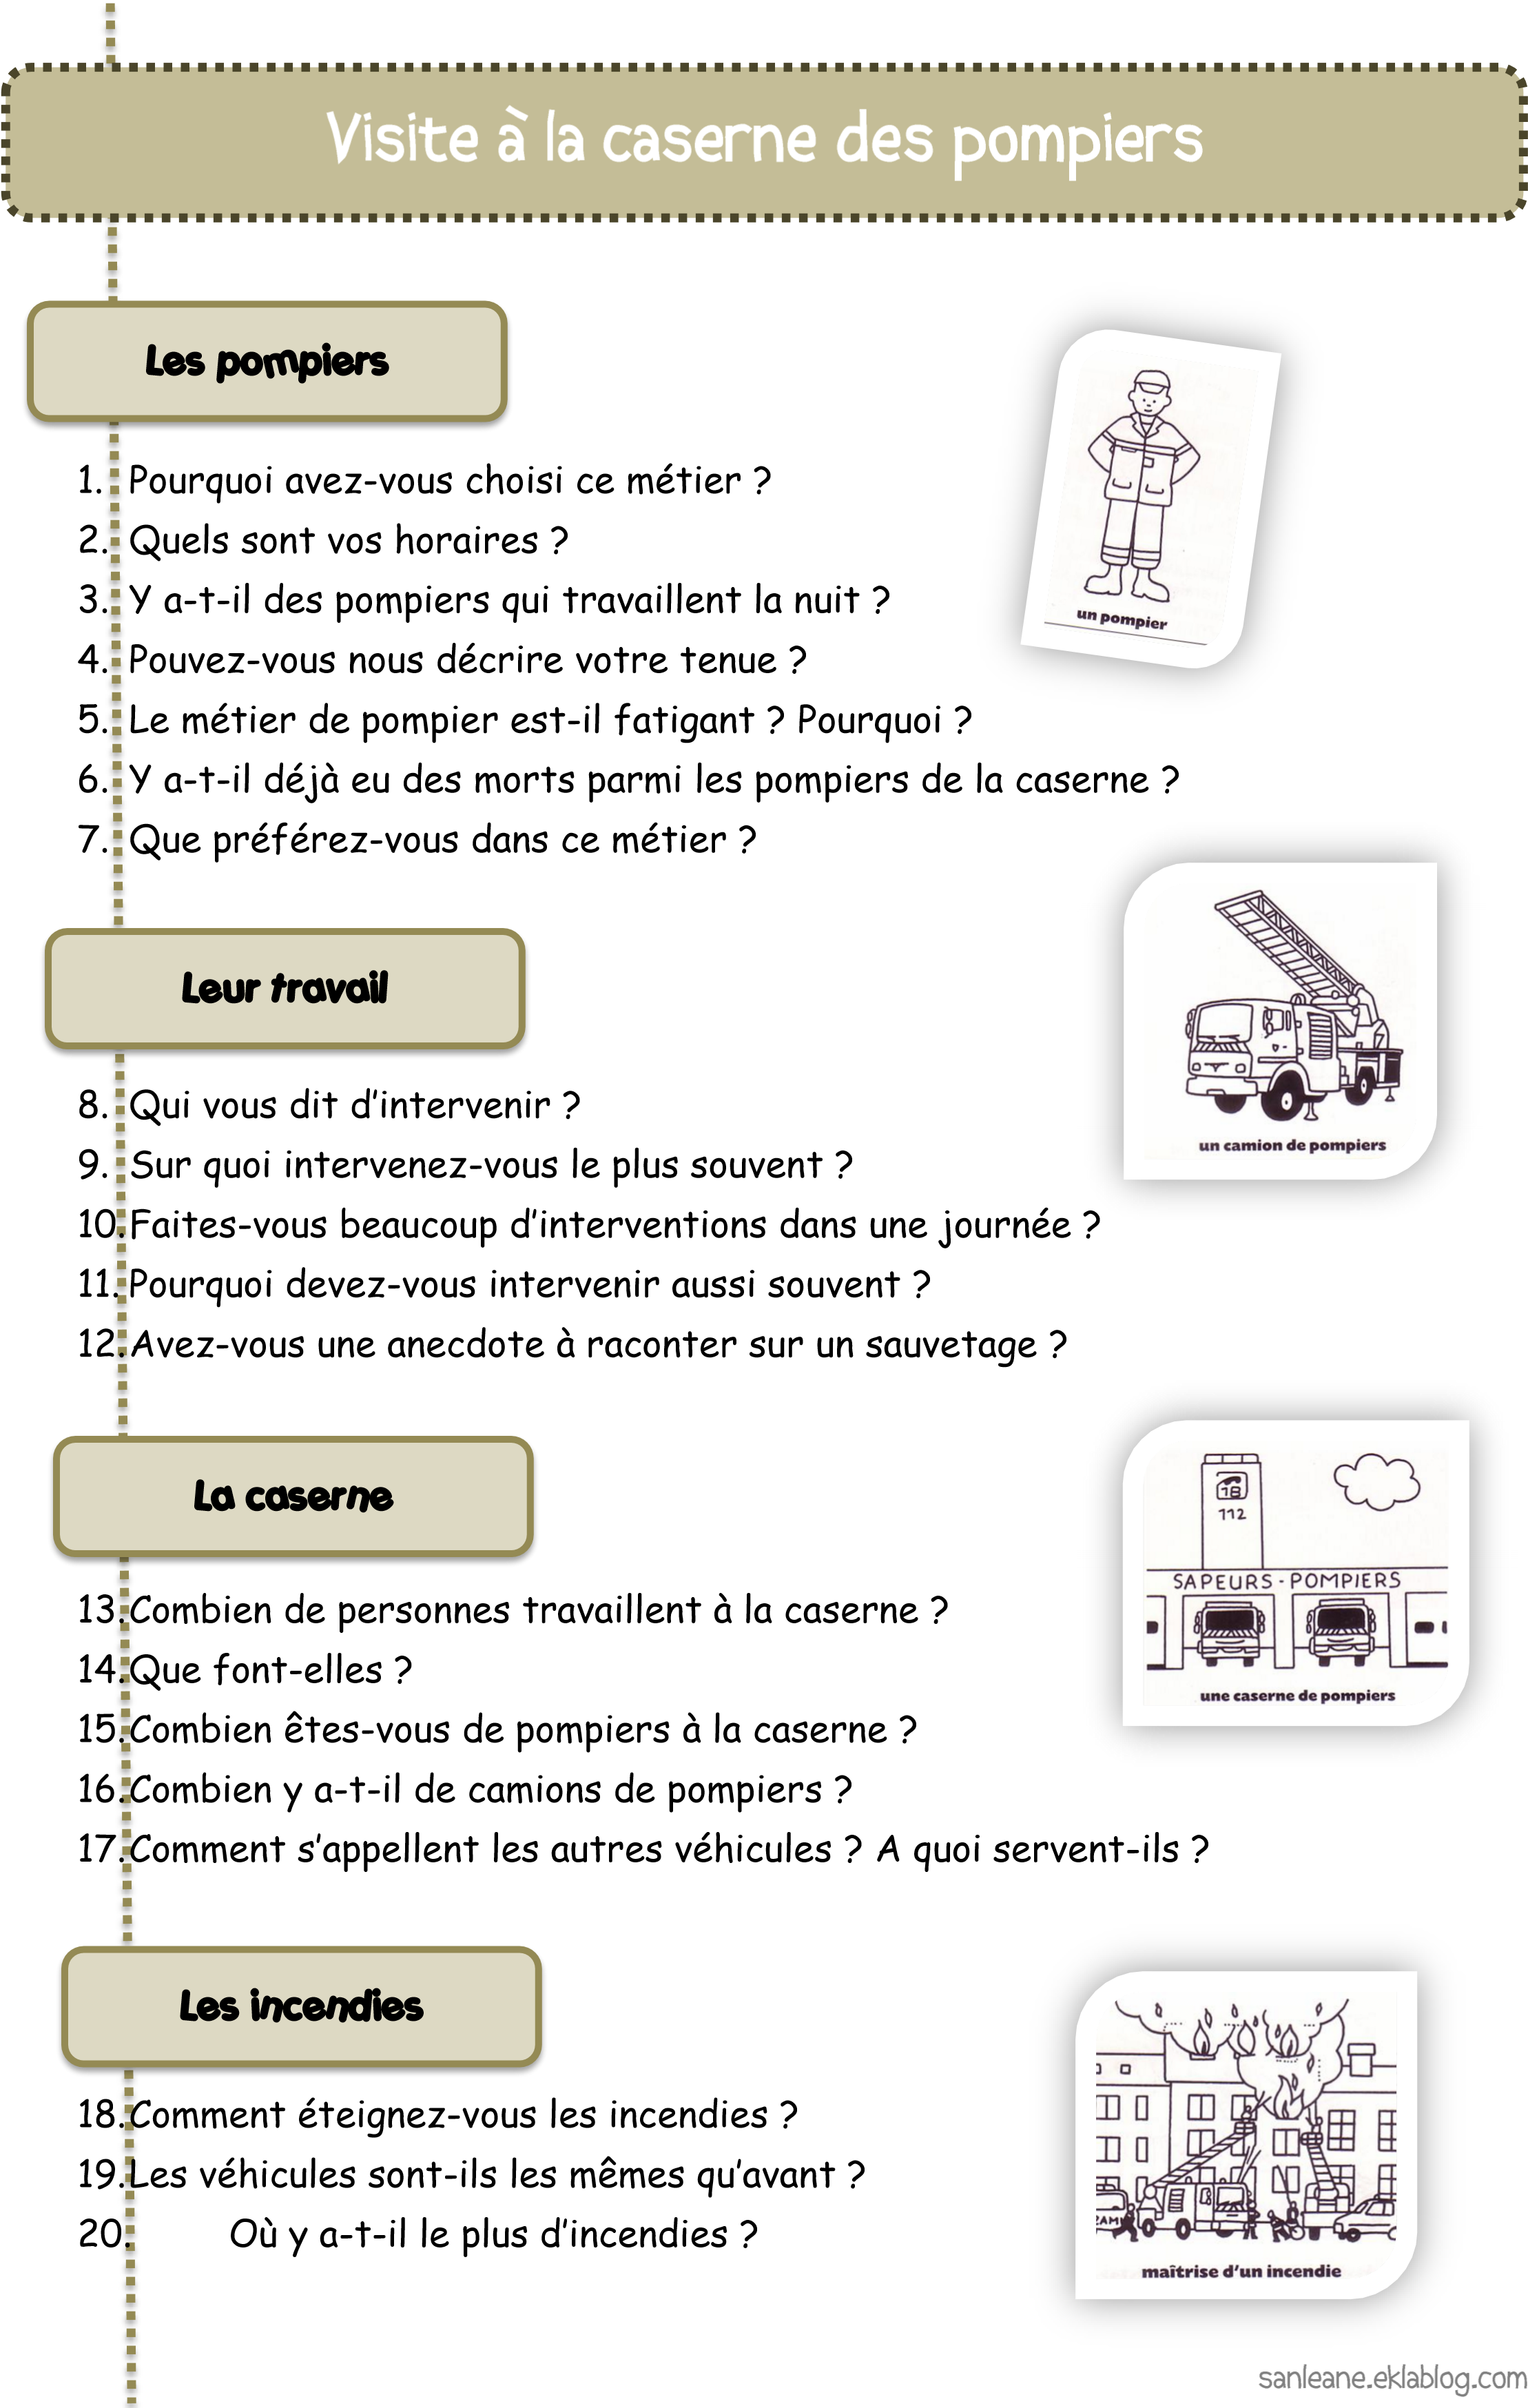 Visite à la caserne des pompiers
Les pompiers
1. Pourquoi avez-vous choisi ce métier ?
2. Quels sont vos horaires ?
3. Y a-t-il des pompiers qui travaillent la nuit ?
4. Pouvez-vous nous décrire votre tenue ?
5. Le métier de pompier est-il fatigant ? Pourquoi ?
6. Y a-t-il déjà eu des morts parmi les pompiers de la caserne ?
7. Que préférez-vous dans ce métier ?
un pompier
Leur travail
8. Qui vous dit d'intervenir ?
9. Sur quoi intervenez-vous le plus souvent ?
10. Faites-vous beaucoup d'interventions dans une journée ?
11. Pourquoi devez-vous intervenir aussi souvent ?
12. Avez-vous une anecdote à raconter sur un sauvetage ?
un camion de pompiers
La caserne
13. Combien de personnes travaillent à la caserne ?
14. Que font-elles ?
15. Combien êtes-vous de pompiers à la caserne ?
16. Combien y a-t-il de camions de pompiers ?
17. Comment s'appellent les autres véhicules ? A quoi servent-ils ?
18
112
SAPEURS-POMPIERS
une caserne de pompiers
Les incendies
18. Comment éteignez-vous les incendies ?
19. Les véhicules sont-ils les mêmes qu'avant ?
20. Où y a-t-il le plus d'incendies ?
maîtrise d'un incendie
sanleane.eklablog.com